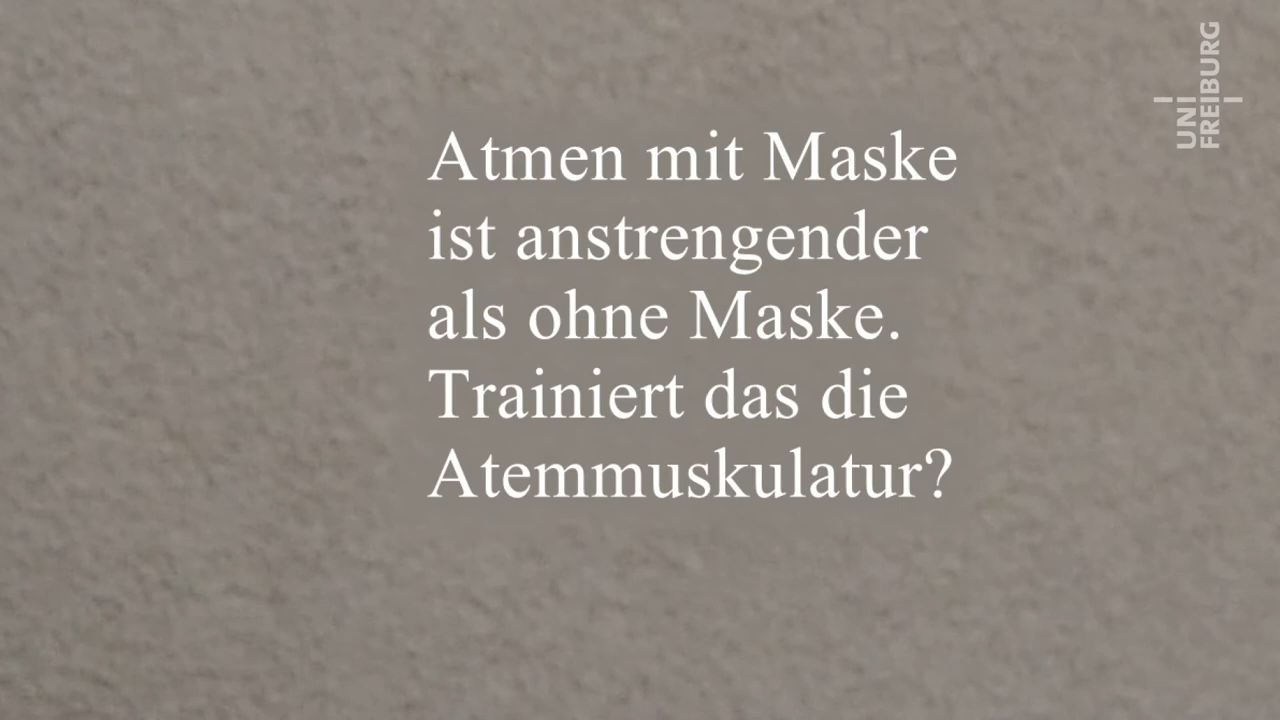 UNI
FREIBURG
Atmen mit Maske
ist anstrengender
als ohne Maske.
Trainiert das die
Atemmuskulatur?